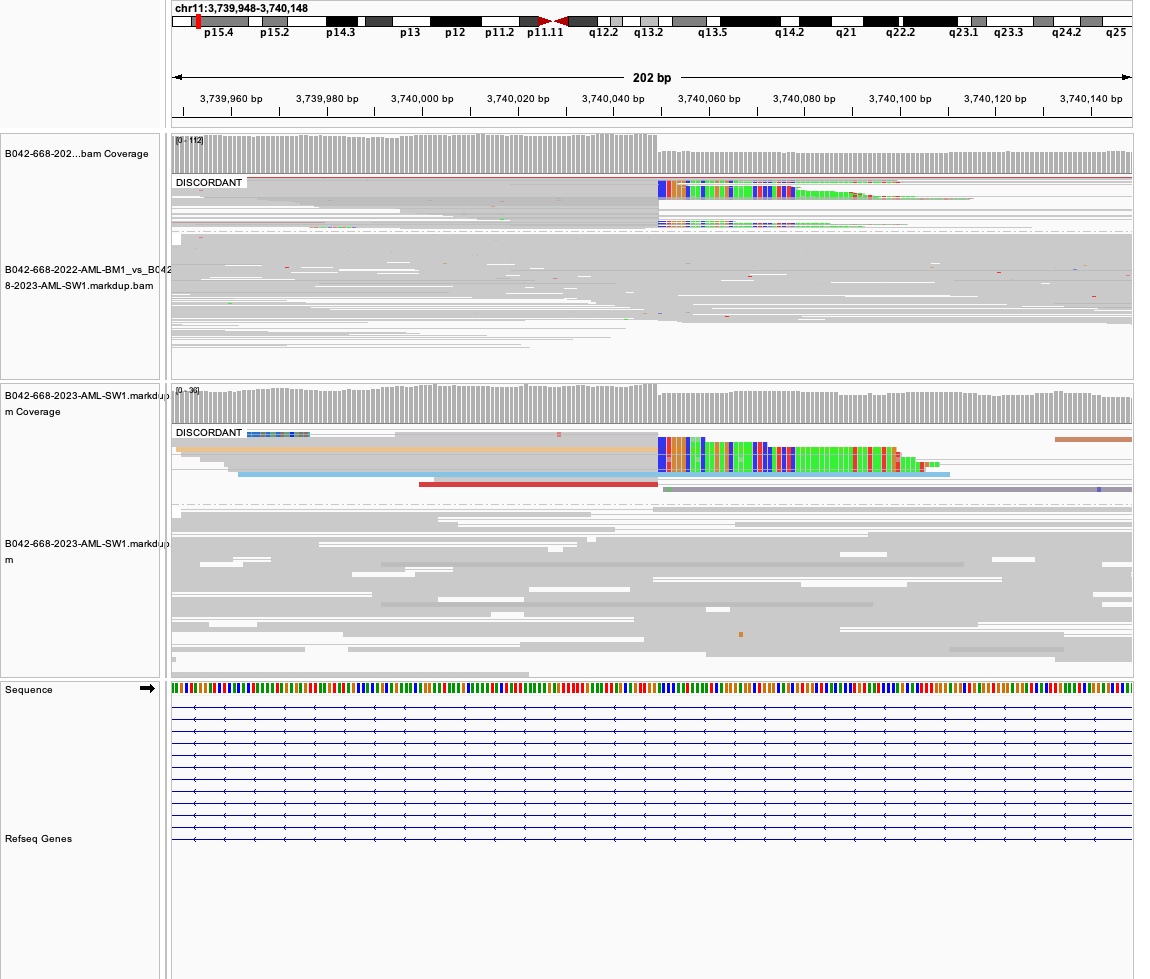 chr11:3,739,948-3,740,148
p15.4 p15.2 p14.3 p13 p12 p11.2 p11.11 q12.2 q13.2 q13.5 q14.2 q21 q22.2 q23.1 q23.3 q24.2 q25
202 bp
3,739,960 bp 3,739,980 bp 3,740,000 bp 3,740,020 bp 3,740,040 bp 3,740,060 bp 3,740,080 bp 3,740,100 bp 3,740,120 bp 3,740,140 bp
[0 - 112]
B042-668-202...bam Coverage
DISCORDANT
B042-668-2022-AML-BM1_vs_B042
8-2023-AML-SW1.markdup.bam
[0 - 36]
B042-668-2023-AML-SW1.markdup
m Coverage
DISCORDANT
B042-668-2023-AML-SW1.markdup
m
Sequence
Refseq Genes